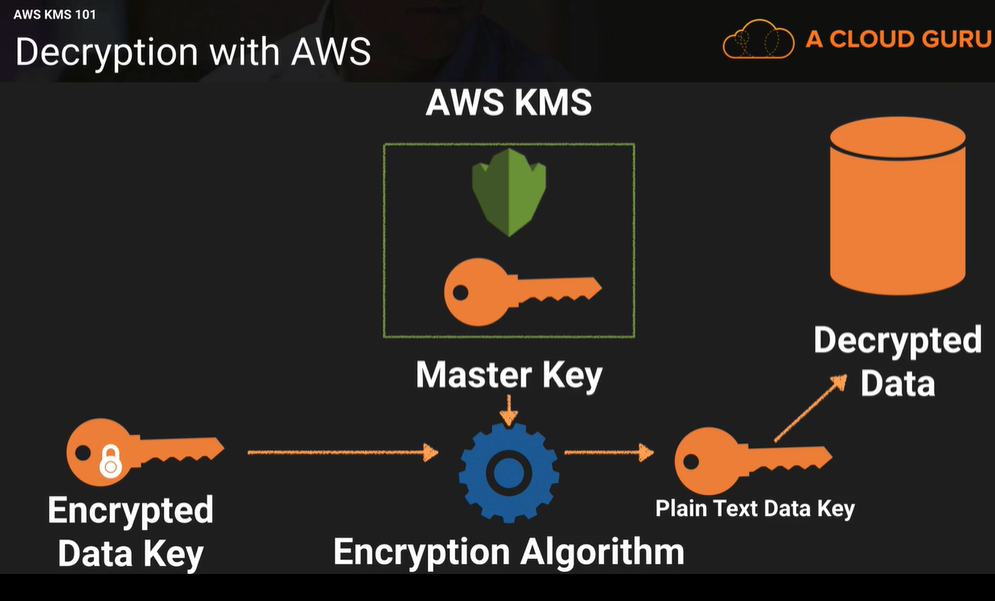 AWS KMS 101
Decryption with AWS
A CLOUD GURU
AWS KMS
Master Key
Decrypted
Data
Encrypted
Data Key
Encryption Algorithm
Plain Text Data Key